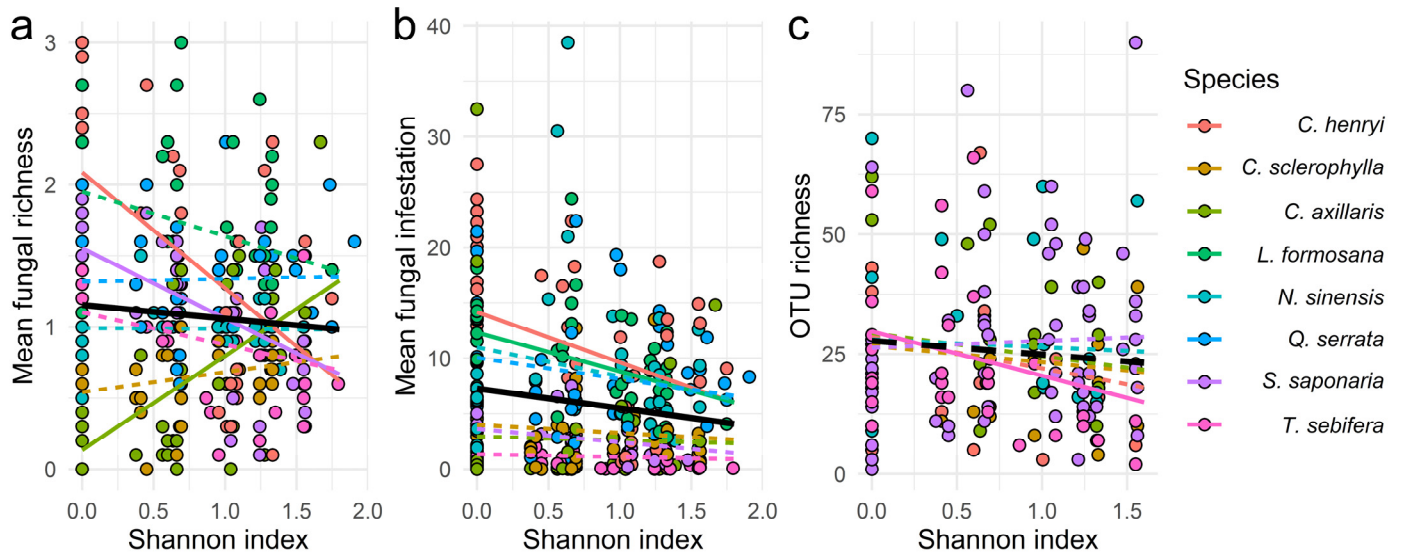 a
Mean fungal richness
3
2
1
0
0.0 0.5 1.0 1.5 2.0
Shannon index
b
Mean fungal infestation
40
30
20
10
0
0.0 0.5 1.0 1.5 2.0
Shannon index
c
OTU richness
75
50
25
0
0.0 0.5 1.0 1.5
Shannon index
Species
C. henryi
C. sclerophylla
C. axillaris
L. formosana
N. sinensis
Q. serrata
S. saponaria
T. sebifera